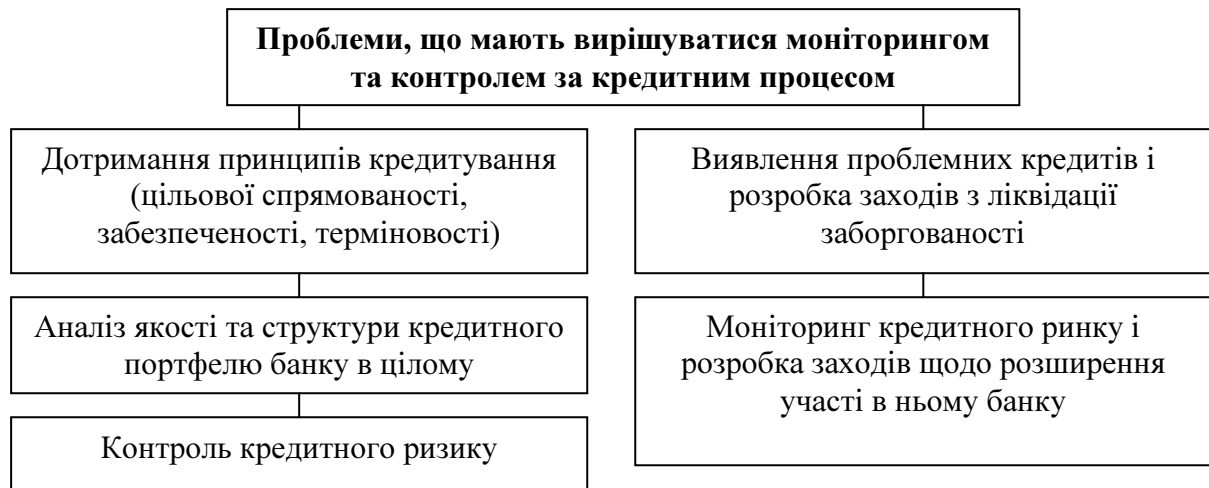 Проблеми, що мають вирішуватися моніторингом
та контролем за кредитним процесом
Дотримання принципів кредитування
(цільової спрямованості,
забезпеченості, терміновості)
Аналіз якості та структури кредитного
портфелю банку в цілому
Контроль кредитного ризику
Виявлення проблемних кредитів і
розробка заходів з ліквідації
заборгованості
Моніторинг кредитного ринку і
розробка заходів щодо розширення
участі в ньому банку